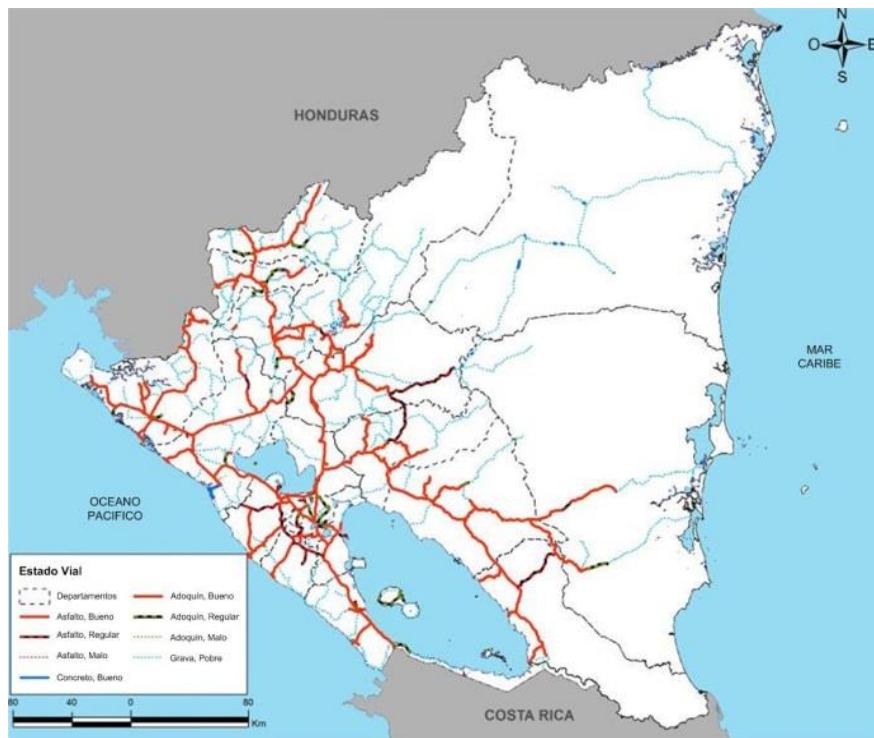 N
O
E
S
HONDURAS
MAR
CARIBE
OCEANO
PACIFICO
Estado Vial
Departamentos
Asfalto, Bueno
Asfalto, Regular
Asfalto, Malo
Concreto, Bueno
Adoquín, Bueno
Adoquín, Regular
Adoquín, Malo
Grava, Pobre
80 40 0 80
Km
COSTA RICA